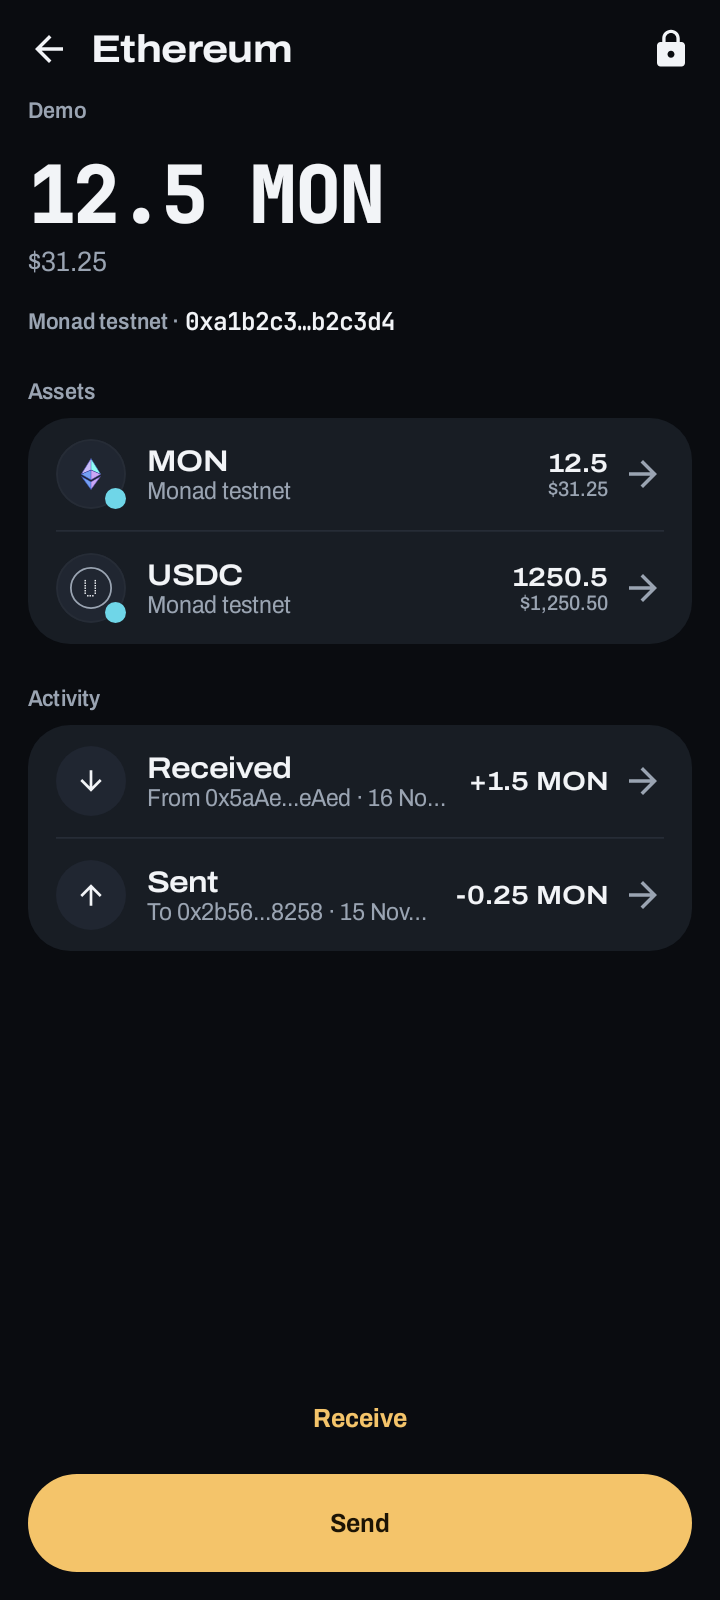 Ethereum
Demo
12.5 MON
$31.25
Monad testnet · 0xa1b2c3…b2c3d4
Assets
MON
Monad testnet
12.5
$31.25
USDC
Monad testnet
1250.5
$1,250.50
Activity
Received
From 0x5aAe…eAed · 16 No…
+1.5 MON
Sent
To 0x2b56…8258 · 15 Nov…
-0.25 MON
Receive
Send